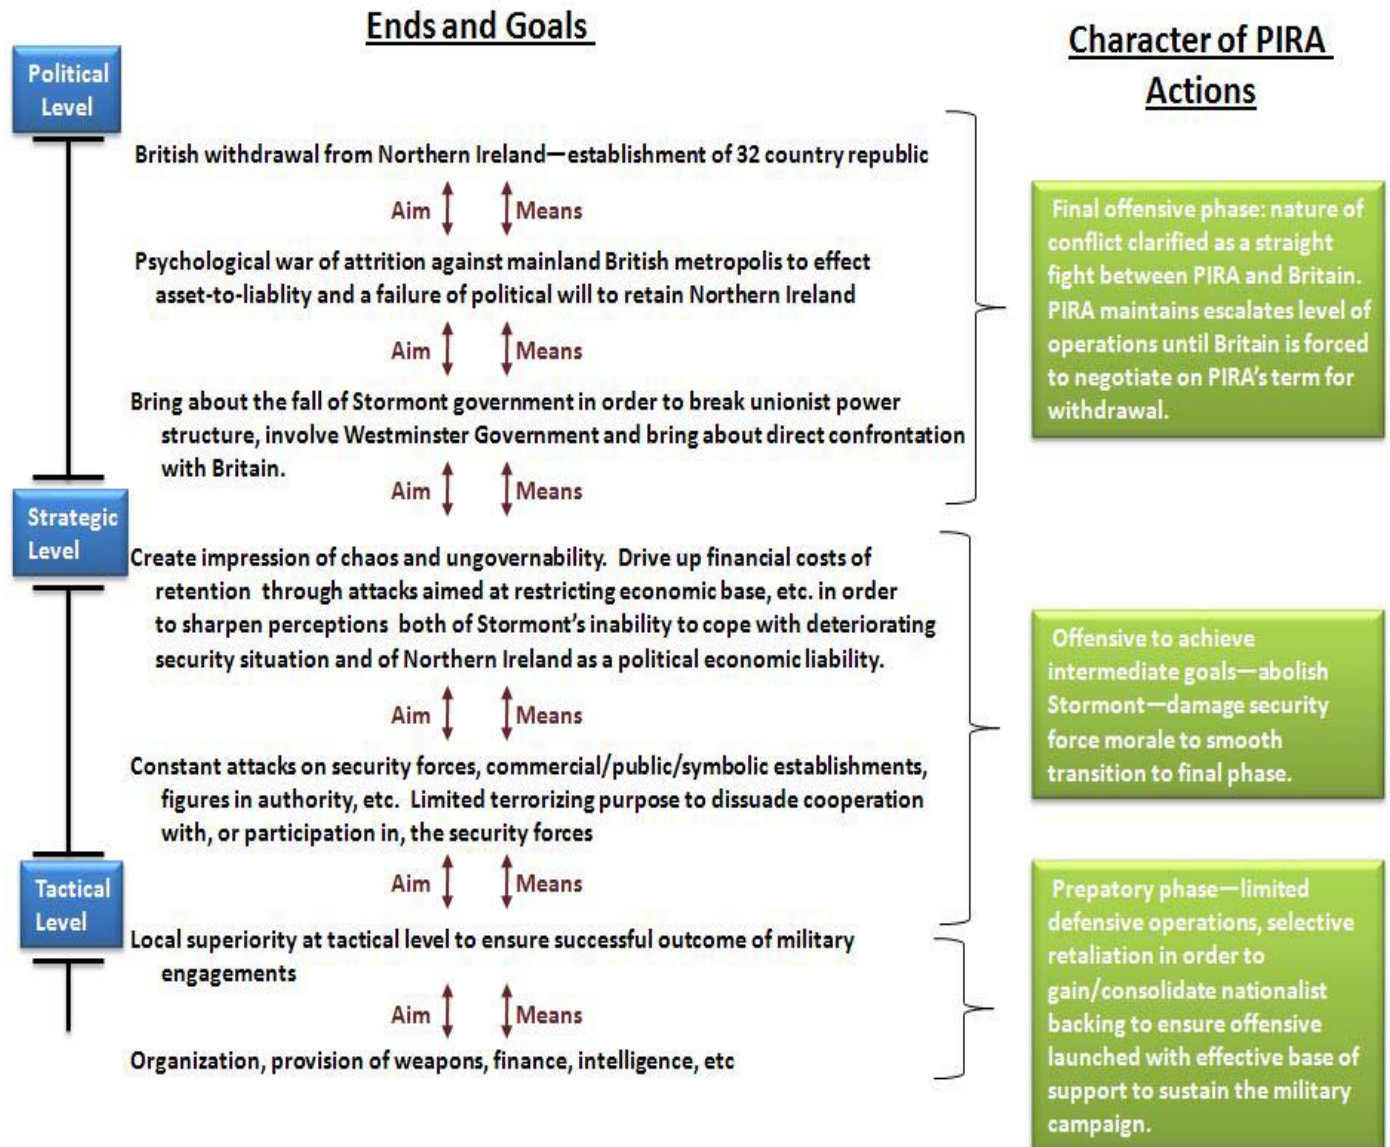 Ends and Goals
Character of PIRA
Actions
Political
Level
British withdrawal from Northern Ireland—establishment of 32 country republic
Aim
Means
Psychological war of attrition against mainland British metropolis to effect
asset-to-liablity and a failure of political will to retain Northern Ireland
Aim
Means
Bring about the fall of Stormont government in order to break unionist power
structure, involve Westminster Government and bring about direct confrontation
with Britain.
Aim
Means
Final offensive phase: nature of
conflict clarified as a straight
fight between PIRA and Britain.
PIRA maintains escalates level of
operations until Britain is forced
to negotiate on PIRA's term for
withdrawal.
Strategic
Level
Create impression of chaos and ungovernability. Drive up financial costs of
retention through attacks aimed at restricting economic base, etc. in order
to sharpen perceptions both of Stormont's inability to cope with deteriorating
security situation and of Northern Ireland as a political economic liability.
Aim
Means
Constant attacks on security forces, commercial/public/symbolic establishments,
figures in authority, etc. Limited terrorizing purpose to dissuade cooperation
with, or participation in, the security forces
Aim
Means
Offensive to achieve
intermediate goals—abolish
Stormont—damage security
force morale to smooth
transition to final phase.
Tactical
Level
Local superiority at tactical level to ensure successful outcome of military
engagements
Aim
Means
Organization, provision of weapons, finance, intelligence, etc
Prepatory phase—limited
defensive operations, selective
retaliation in order to
gain/consolidate nationalist
backing to ensure offensive
launched with effective base of
support to sustain the military
campaign.